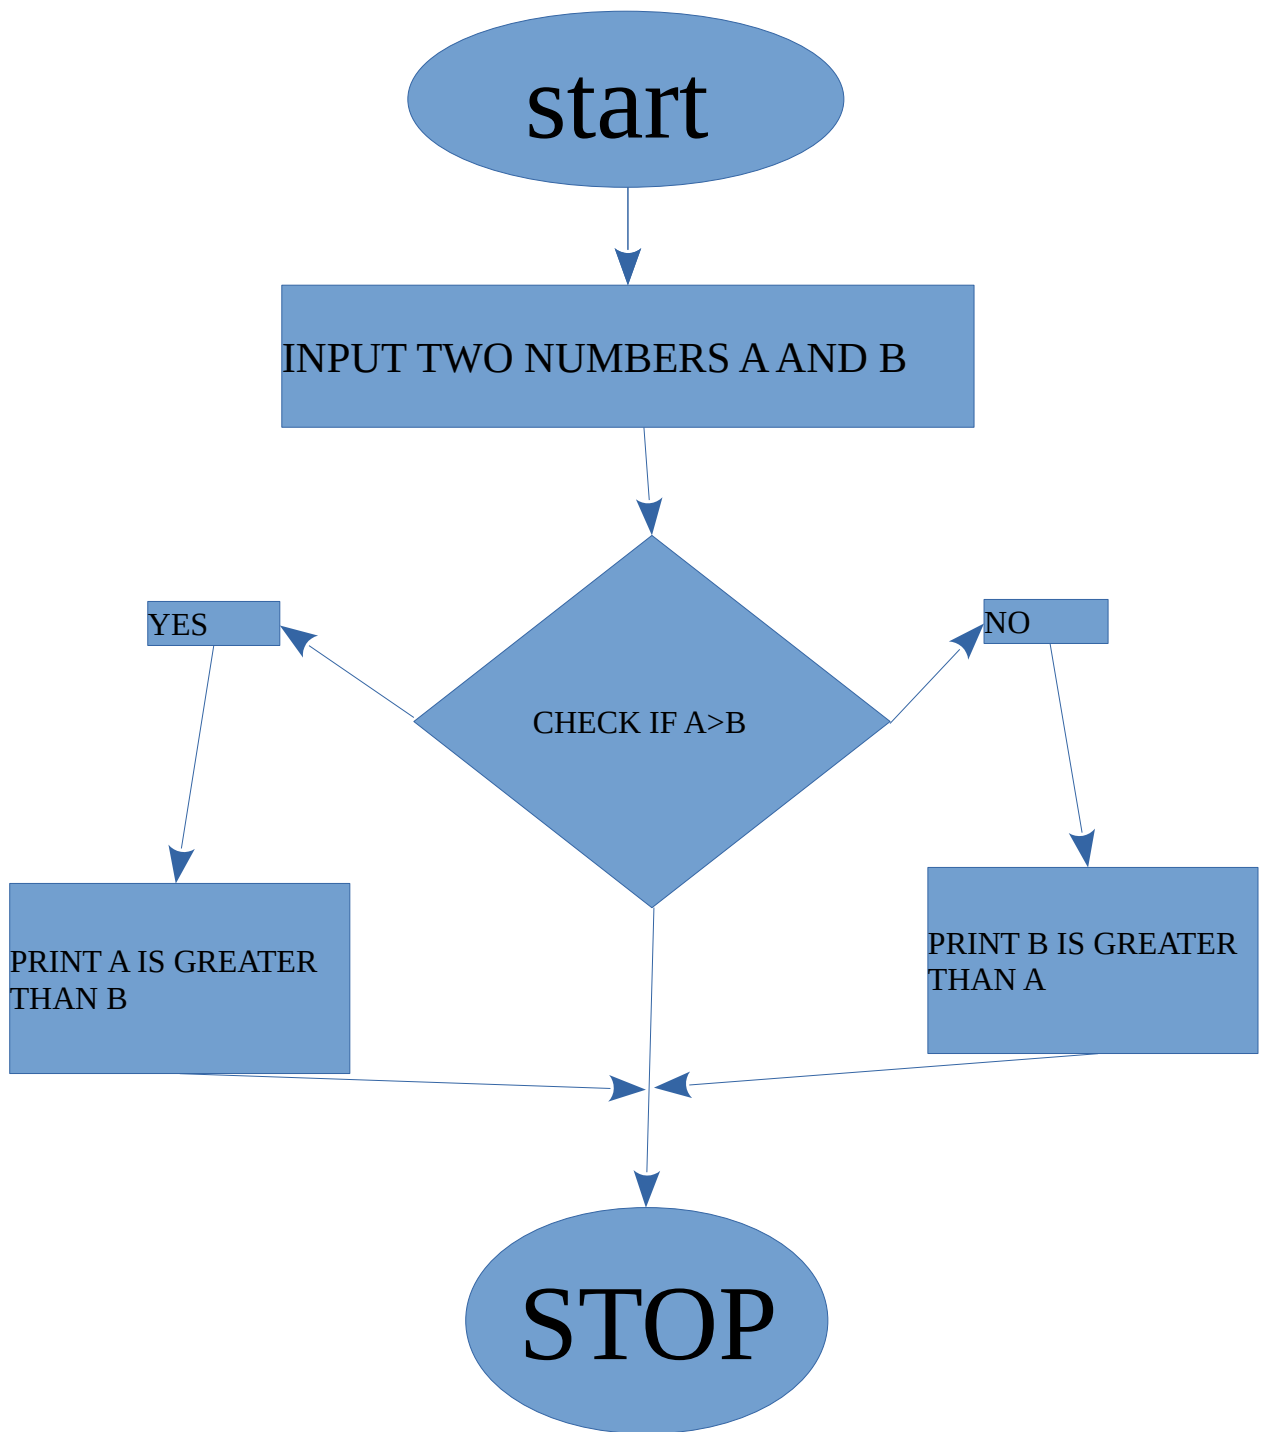 start
INPUT TWO NUMBERS A AND B
YES
NO
CHECK IF A>B
PRINT A IS GREATER
THAN B
PRINT B IS GREATER
THAN A
STOP